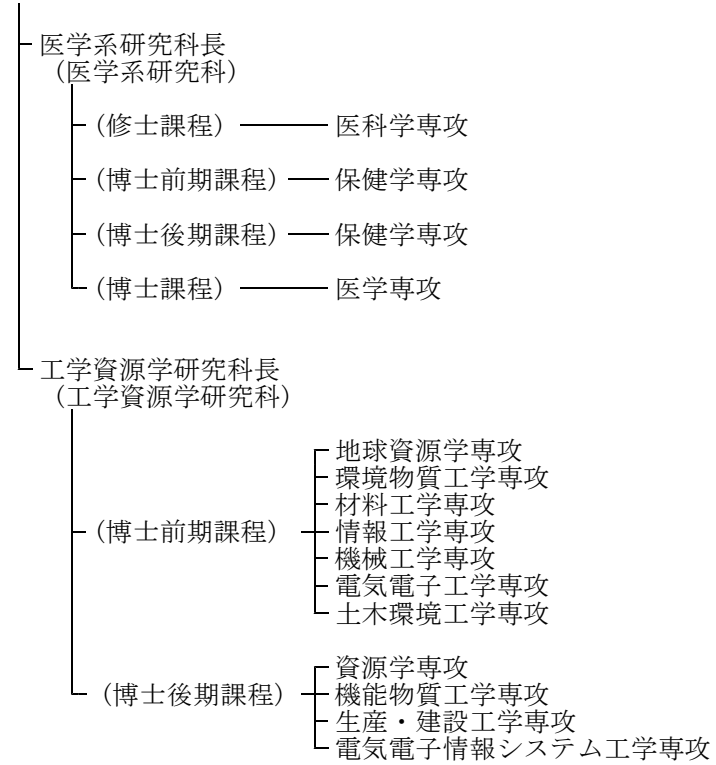 医学系研究科長
(医学系研究科)
(修士課程) 医科学専攻
(博士前期課程) 保健学専攻
(博士後期課程) 保健学専攻
(博士課程) 医学専攻
工学資源学研究科長
(工学資源学研究科)
地球資源学専攻
環境物質工学専攻
材料工学専攻
(博士前期課程) 情報工学専攻
機械工学専攻
電気電子工学専攻
土木環境工学専攻
資源学専攻
(博士後期課程) 機能物質工学専攻
生産・建設工学専攻
電気電子情報システム工学専攻